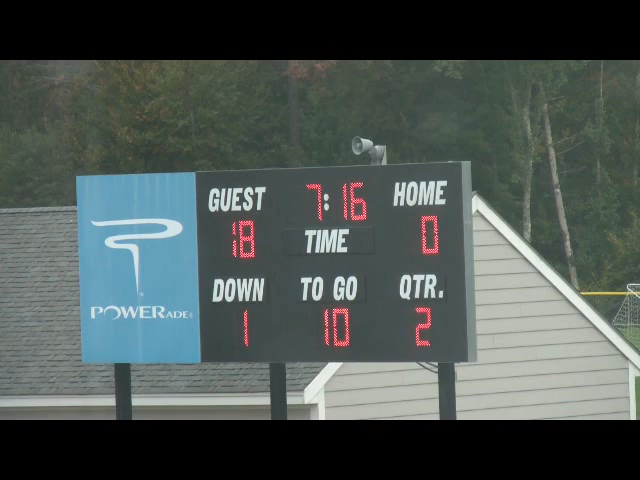 GUEST 7:16 HOME
18 TIME 0
DOWN TO GO QTR.
1 10 2
POWERADE